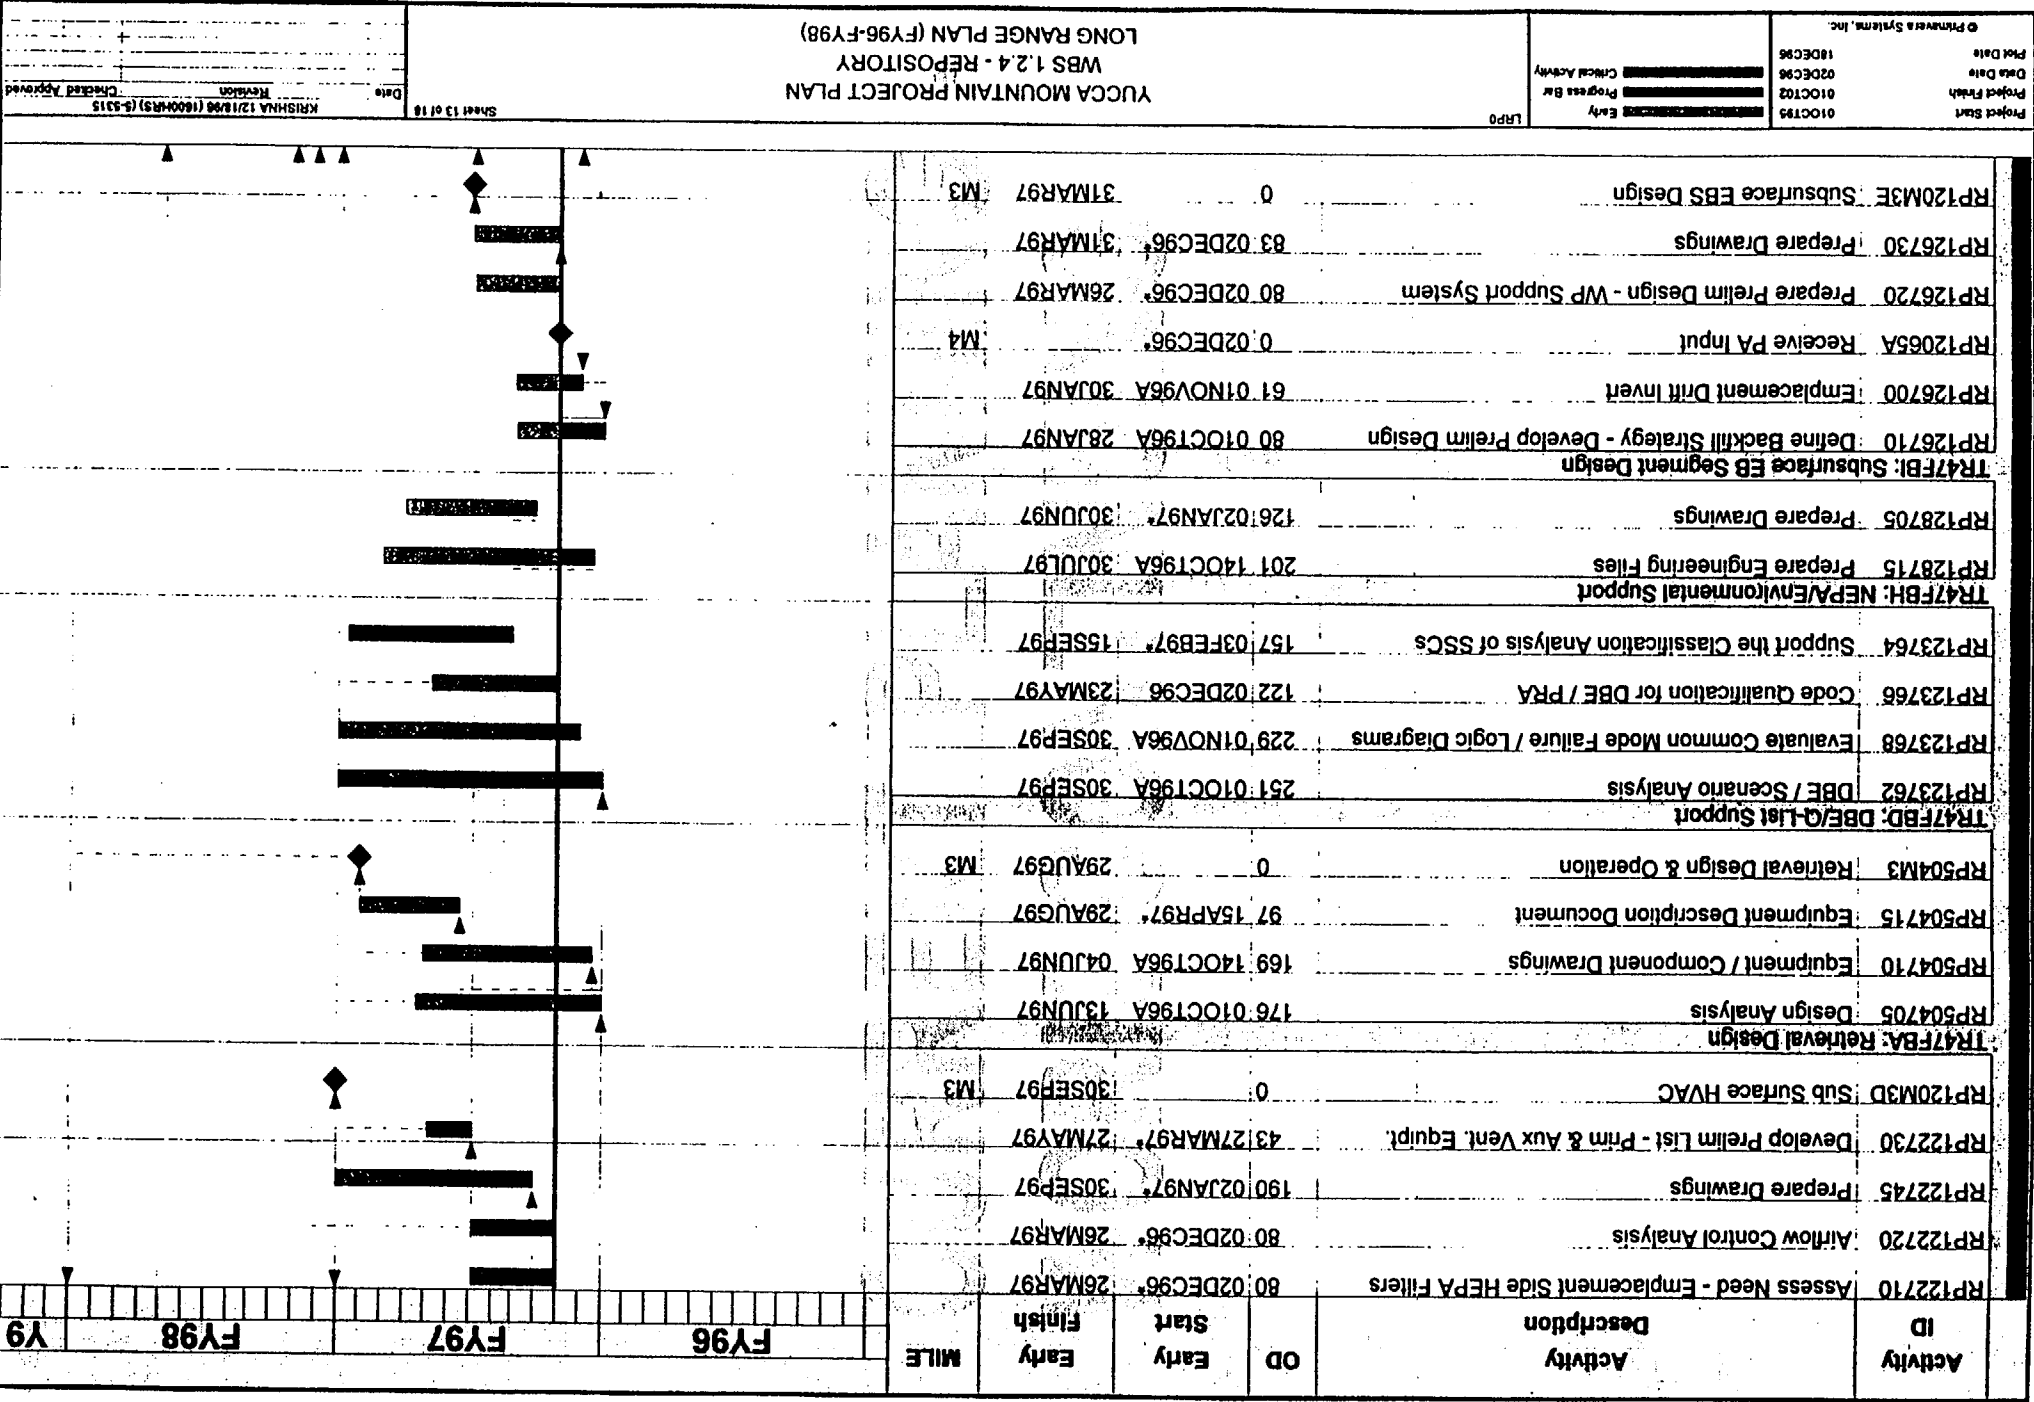 Activity ID | Activity Description | OD | Early Start | Early Finish | MILE | FY96 | FY97 | FY98 | Y9
RP122710 Assess Need - Emplacement Side HEPA Filters 80 02DEC96* 26MAR97
RP122720 Airflow Control Analysis 80 02DEC96* 26MAR97
RP122745 Prepare Drawings 190 02JAN97* 30SEP97
RP122730 Develop Prelim List - Prim & Aux Vent. Equipt. 43 27MAR97* 27MAY97
RP120M3D Sub Surface HVAC 0 30SEP97 M3
TR47FBA: Retrieval Design
RP504705 Design Analysis 176 01OCT96A 13JUN97
RP504710 Equipment / Component Drawings 169 14OCT96A 04JUN97
RP504715 Equipment Description Document 97 15APR97* 29AUG97
RP504M3 Retrieval Design & Operation 0 29AUG97 M3
TR47FBD: DBE/Q-List Support
RP123762 DBE / Scenario Analysis 251 01OCT96A 30SEP97
RP123768 Evaluate Common Mode Failure / Logic Diagrams 229 01NOV96A 30SEP97
RP123766 Code Qualification for DBE / PRA 122 02DEC96 23MAY97
RP123764 Support the Classification Analysis of SSCs 157 03FEB97* 15SEP97
TR47FBH: NEPA/Environmental Support
RP128715 Prepare Engineering Files 201 14OCT96A 30JUL97
RP128705 Prepare Drawings 126 02JAN97* 30JUN97
TR47FBI: Subsurface EB Segment Design
RP126710 Define Backfill Strategy - Develop Prelim Design 80 01OCT96A 28JAN97
RP126700 Emplacement Drift Invert 61 01NOV96A 30JAN97
RP12065A Receive PA Input 0 02DEC96* M4
RP126720 Prepare Prelim Design - WP Support System 80 02DEC96* 26MAR97
RP126730 Prepare Drawings 83 02DEC96* 31MAR97
RP120M3E Subsurface EBS Design 0 31MAR97 M3
Project Start 01OCT95
Project Finish 01OCT02
Data Date 02DEC96
Plot Date 18DEC96
© Primavera Systems, Inc.
Early
Progress Bar
Critical Activity
LRP0
YUCCA MOUNTAIN PROJECT PLAN
WBS 1.2.4 - REPOSITORY
LONG RANGE PLAN (FY96-FY98)
Sheet 13 of 18
KRISHNA 12/18/96 (1600HRS) (5-5315
Date Revision Checked Approved